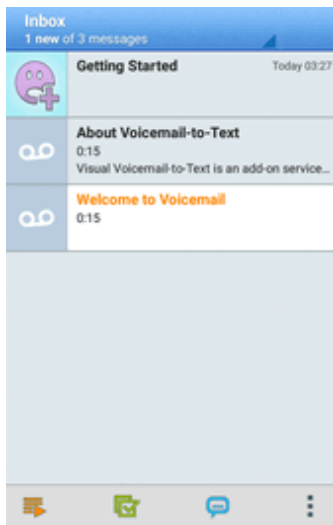 Inbox
1 new of 3 messages
Getting Started
Today 03:27
About Voicemail-to-Text
0:15
Visual Voicemail-to-Text is an add-on service...
Welcome to Voicemail
0:15